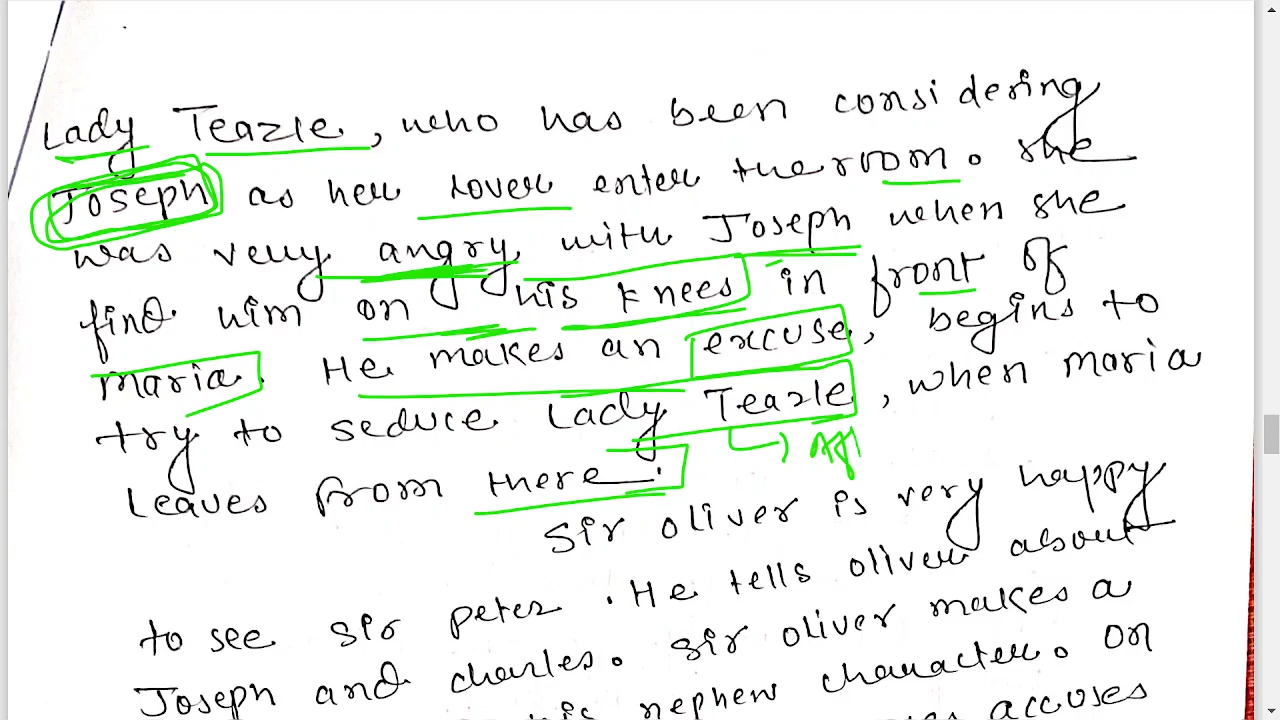 Lady Teazle, who has been considering
Joseph as her lover enter the room. she
was very angry with Joseph when she
find him on his knees in front of
maria. He makes an excuse, begins to
try to seduce Lady Teazle, when maria
leaves from there.
Sir Oliver is very happy
to see Sir Peter. He tells Oliver about
Joseph and Charles. Sir Oliver makes a
nephew character. on
accuses